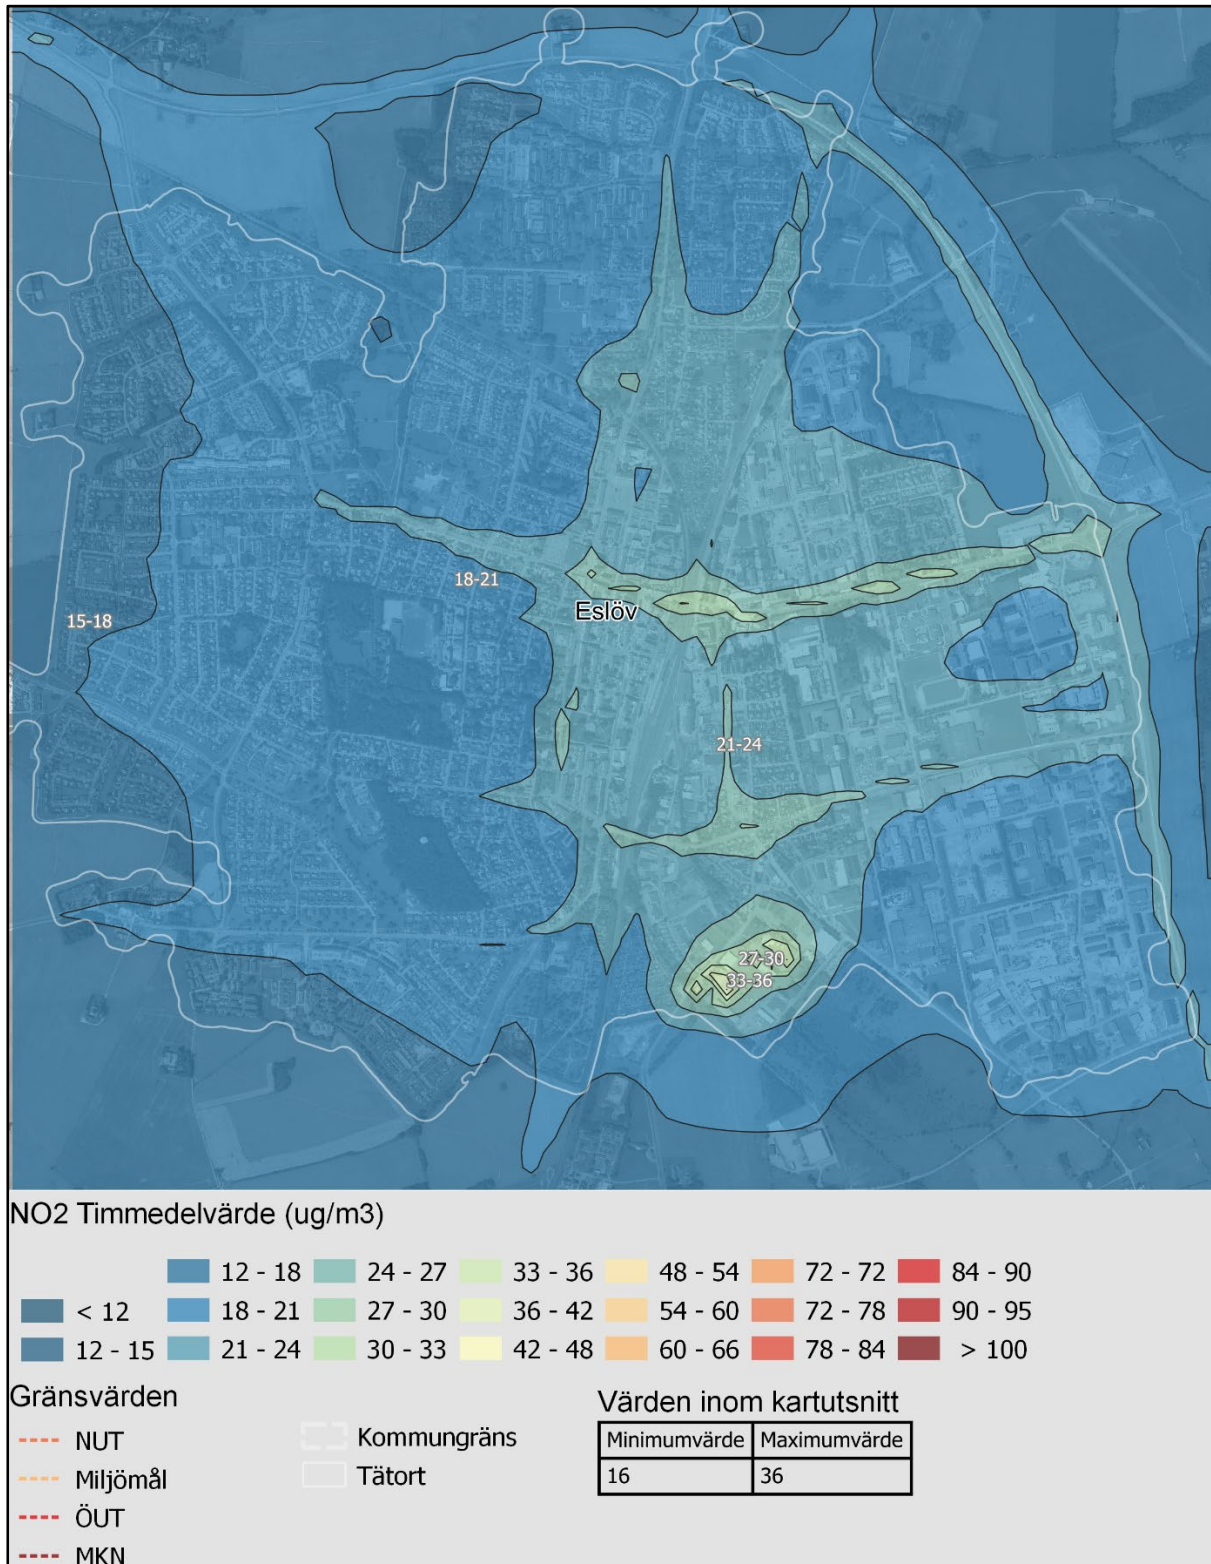 18-21
Eslöv
15-18
21-24
27-30
33-36
NO2 Timmedelvärde (ug/m3)
12 - 18 24 - 27 33 - 36 48 - 54 72 - 72 84 - 90
< 12 18 - 21 27 - 30 36 - 42 54 - 60 72 - 78 90 - 95
12 - 15 21 - 24 30 - 33 42 - 48 60 - 66 78 - 84 > 100
Gränsvärden
NUT
Miljömål
ÖUT
MKN
Kommungräns
Tätort
Värden inom kartutsnitt
Minimumvärde Maximumvärde
16 36